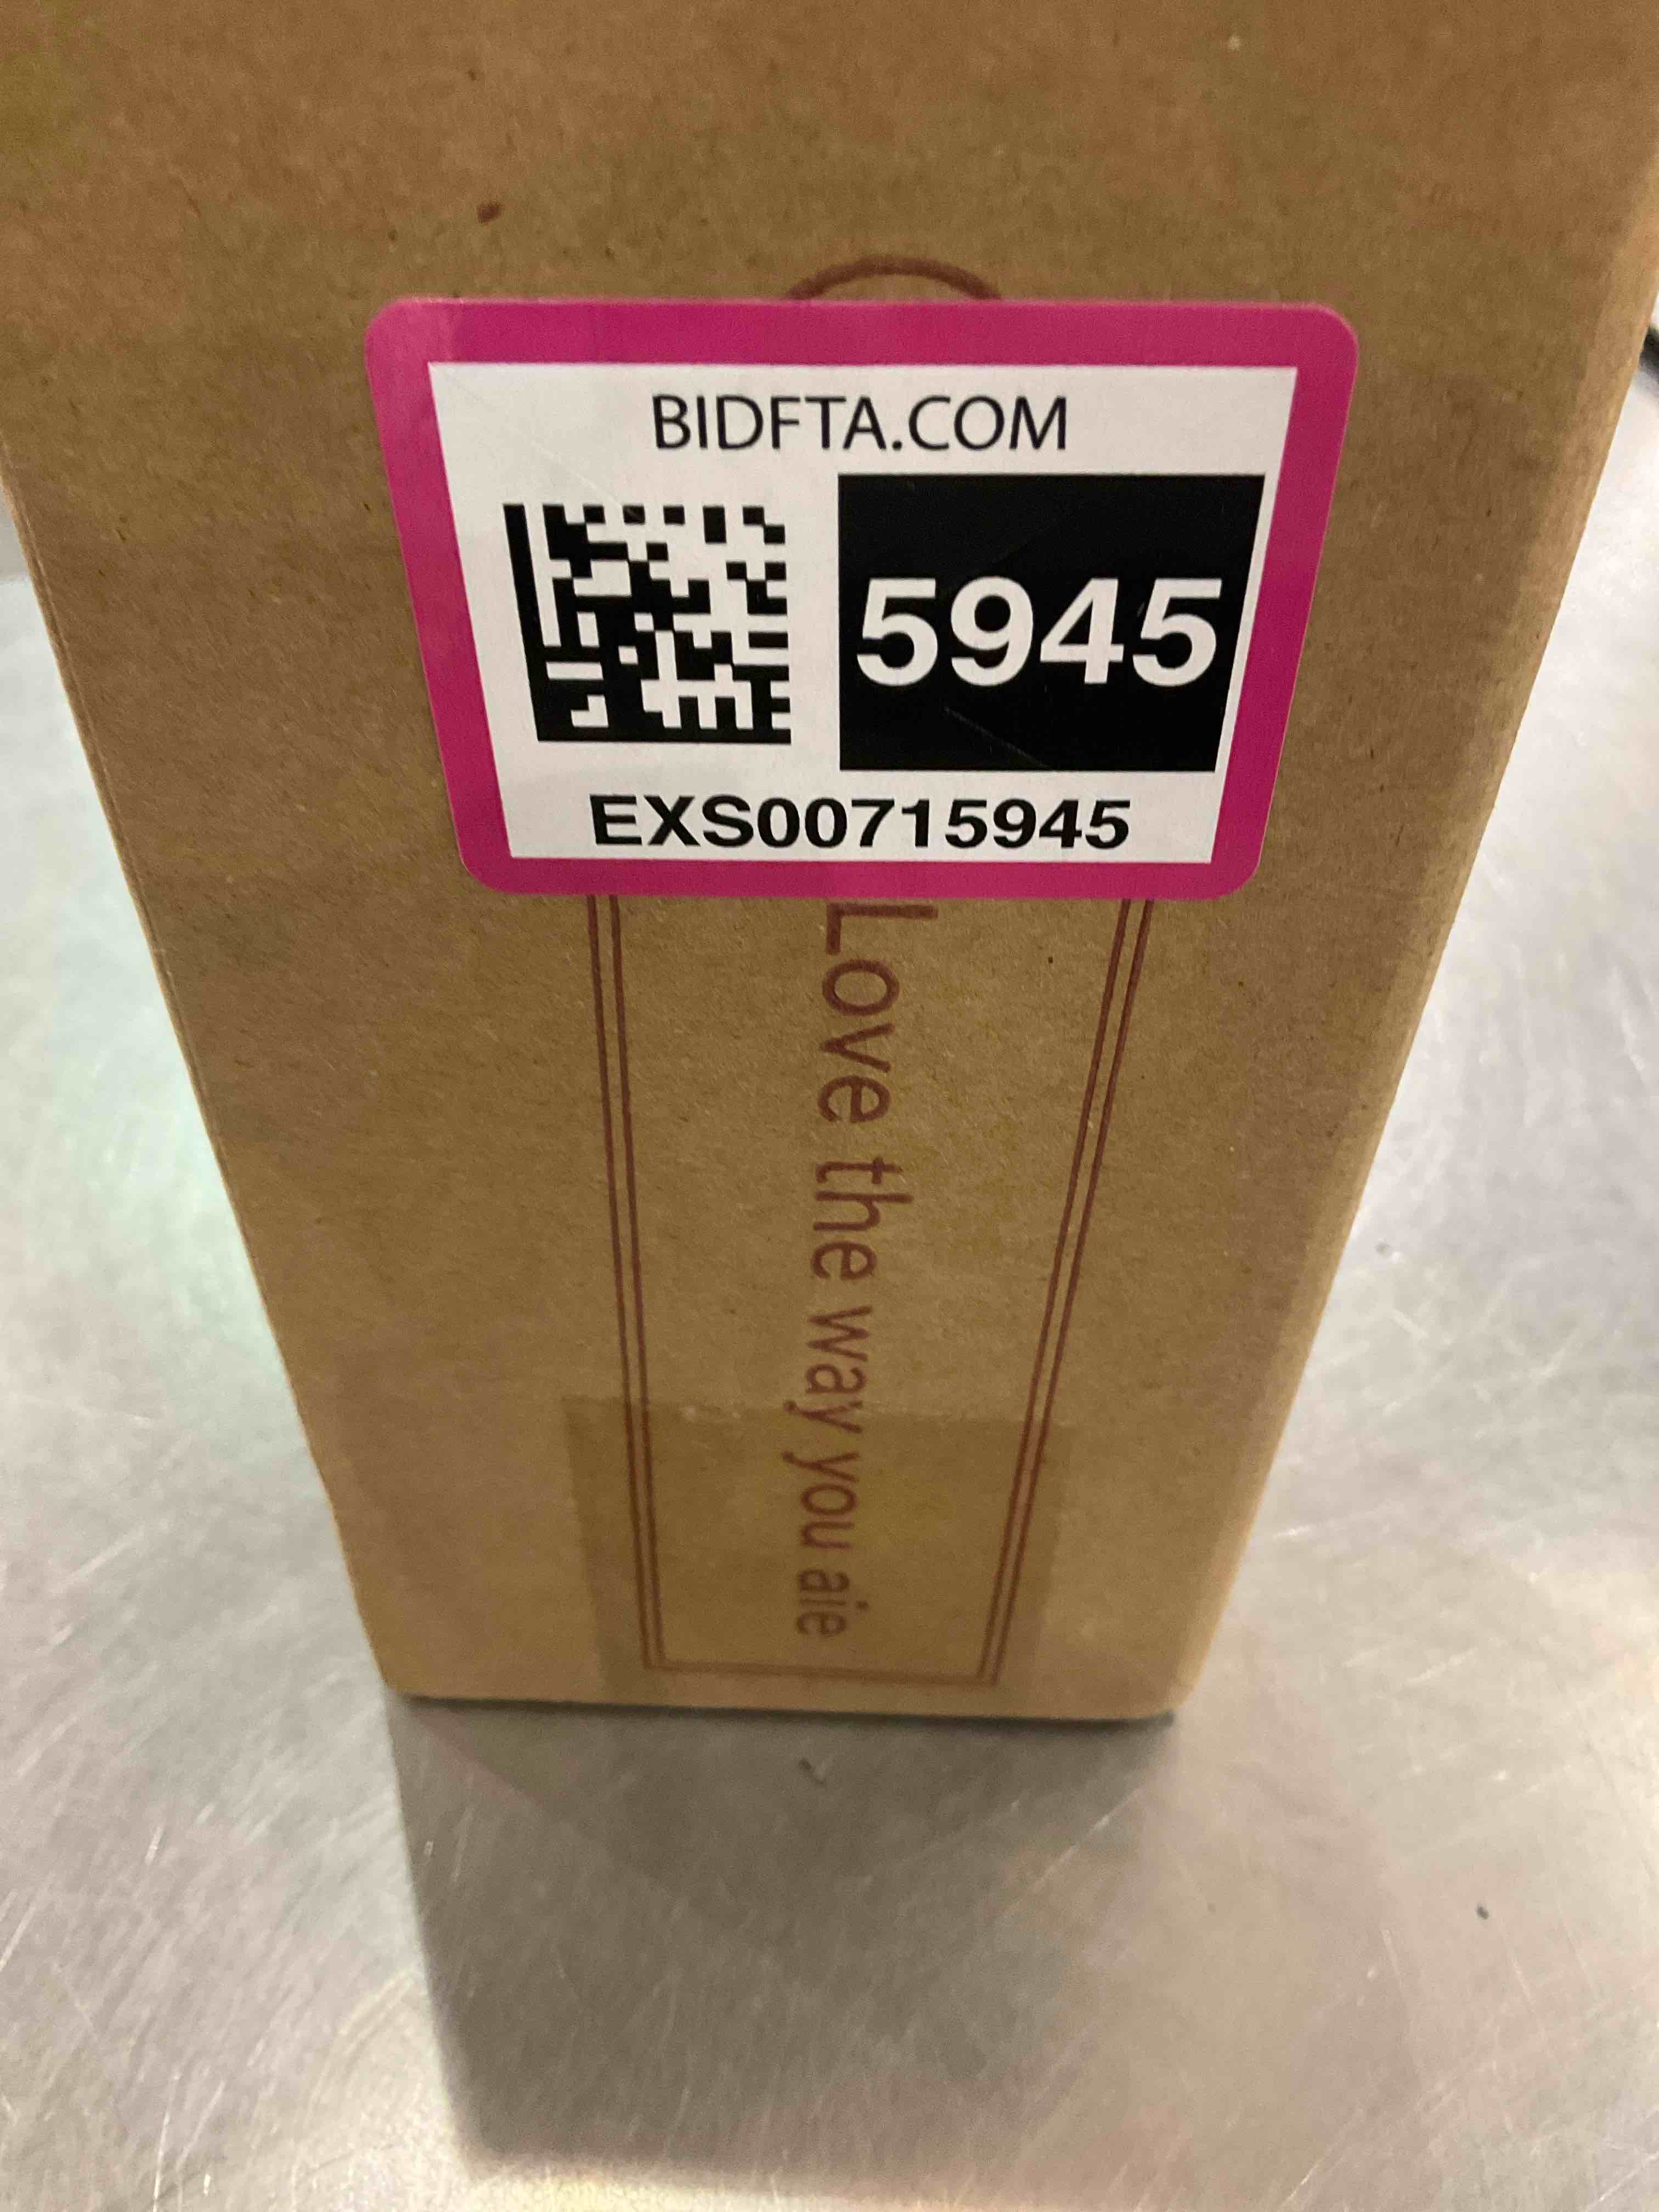 BIDFTA.COM
5945
EXS00715945
Love the way you aie